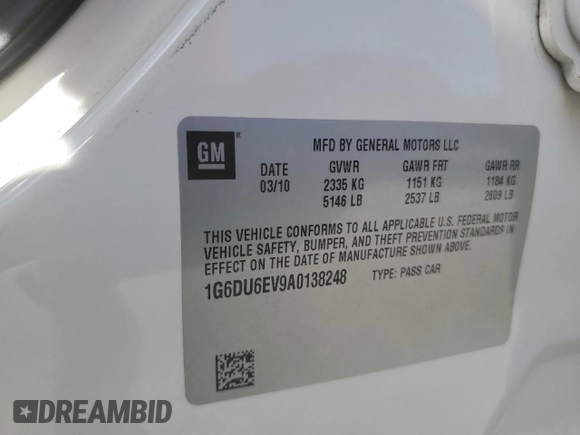 GM
MFD BY GENERAL MOTORS LLC
DATE GVWR GAWR FRT GAWR RR
03/10 2335 KG 1151 KG 1184 KG
5146 LB 2537 LB 2609 LB
THIS VEHICLE CONFORMS TO ALL APPLICABLE U.S. FEDERAL MOTOR
VEHICLE SAFETY, BUMPER, AND THEFT PREVENTION STANDARDS IN
EFFECT ON THE DATE OF MANUFACTURE SHOWN ABOVE.
1G6DU6EV9A0138248 TYPE: PASS CAR
DREAMBID